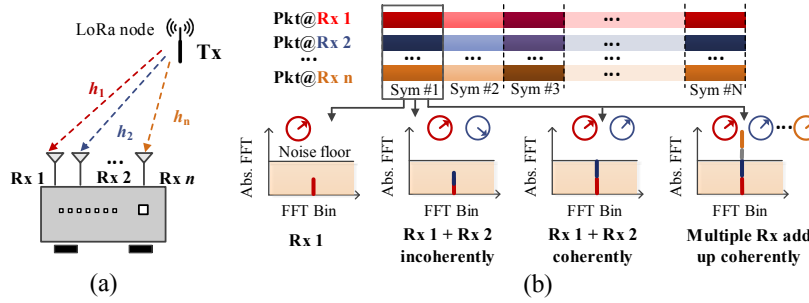 LoRa node
Tx
h1
h2
hn
...
Rx 1
Rx 2
Rx n
(a)
Pkt@Rx 1
Pkt@Rx 2
...
Pkt@Rx n
...
...
... ... ... ...
...
Sym #1 Sym #2 Sym #3 Sym #N
Abs. FFT
Noise floor
FFT Bin
Rx 1
Abs. FFT
FFT Bin
Rx 1 + Rx 2
incoherently
Abs. FFT
FFT Bin
Rx 1 + Rx 2
coherently
...
Abs. FFT
FFT Bin
Multiple Rx add
up coherently
(b)